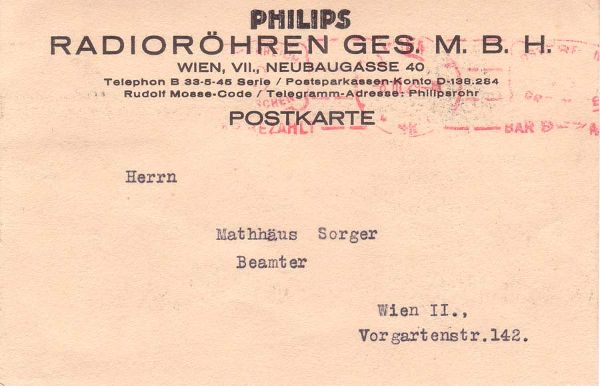 PHILIPS
RADIORÖHREN GES. M. B. H.
WIEN, VII., NEUBAUGASSE 40
Telephon B 33-5-45 Serie / Postsparkassen-Konto D-138.284
Rudolf Mosse-Code / Telegramm-Adresse: Philipsrohr
POSTKARTE
BAR
Herrn
Mathhäus Sorger
Beamter
Wien II.,
Vorgartenstr.142.